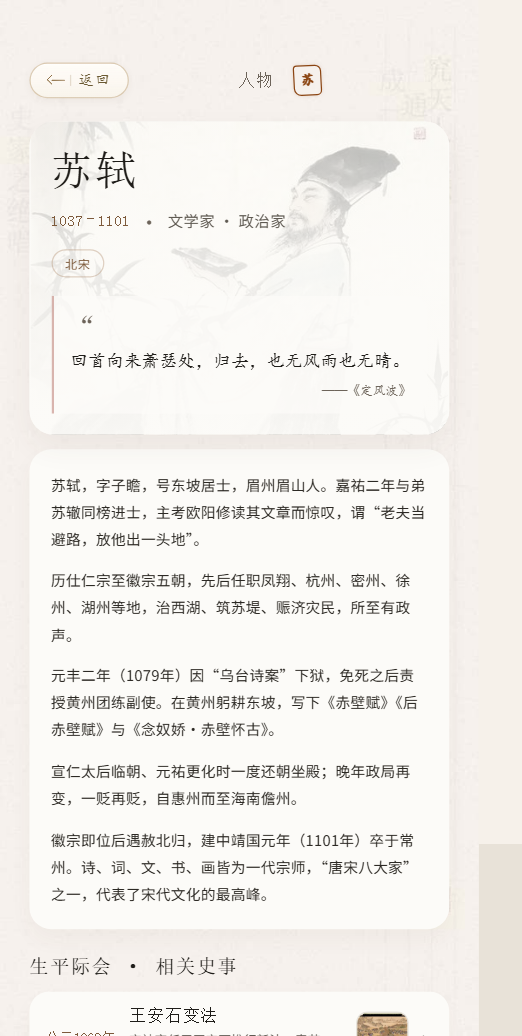 ← 返回
人物 苏
苏轼
1037－1101 • 文学家 · 政治家
北宋
“
回首向来萧瑟处，归去，也无风雨也无晴。
——《定风波》
苏轼，字子瞻，号东坡居士，眉州眉山人。嘉祐二年与弟
苏辙同榜进士，主考欧阳修读其文章而惊叹，谓“老夫当
避路，放他出一头地”。
历仕仁宗至徽宗五朝，先后任职凤翔、杭州、密州、徐
州、湖州等地，治西湖、筑苏堤、赈济灾民，所至有政
声。
元丰二年（1079年）因“乌台诗案”下狱，免死之后责
授黄州团练副使。在黄州躬耕东坡，写下《赤壁赋》《后
赤壁赋》与《念奴娇·赤壁怀古》。
宣仁太后临朝、元祐更化时一度还朝坐殿；晚年政局再
变，一贬再贬，自惠州而至海南儋州。
徽宗即位后遇赦北归，建中靖国元年（1101年）卒于常
州。诗、词、文、书、画皆为一代宗师，“唐宋八大家”
之一，代表了宋代文化的最高峰。
生平际会 • 相关史事
王安石变法